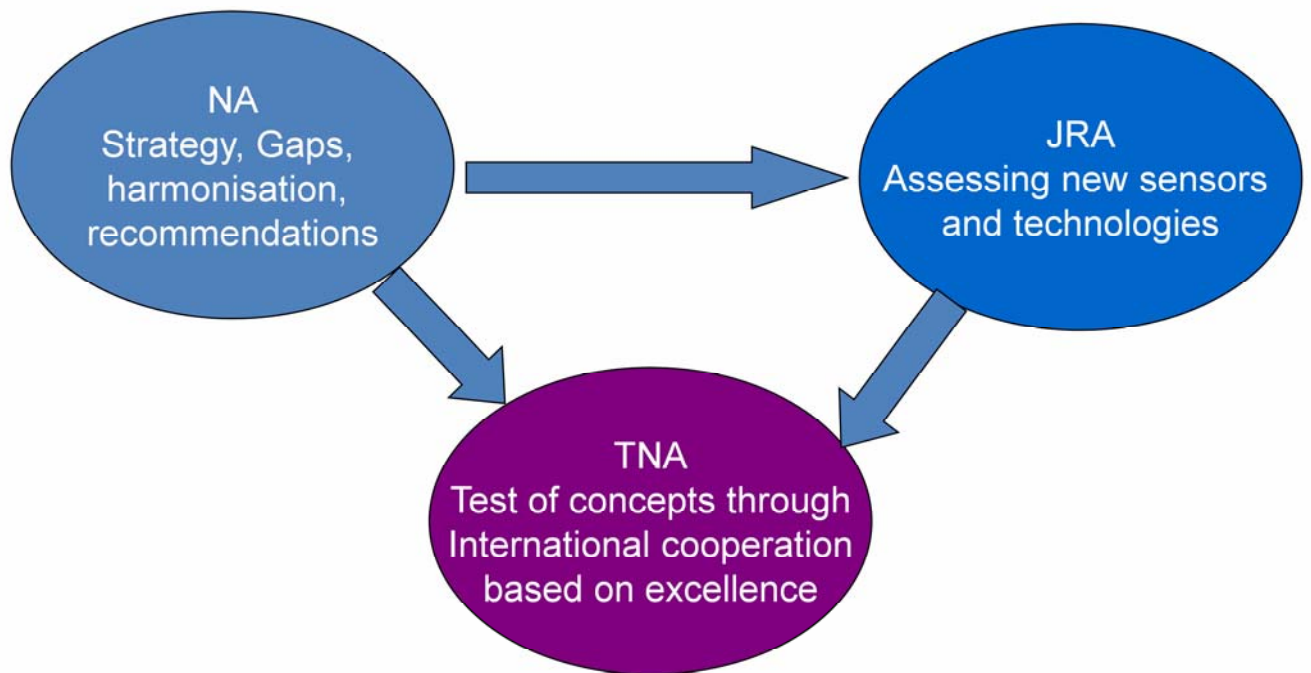 NA
Strategy, Gaps,
harmonisation,
recommendations
JRA
Assessing new sensors
and technologies
TNA
Test of concepts through
International cooperation
based on excellence